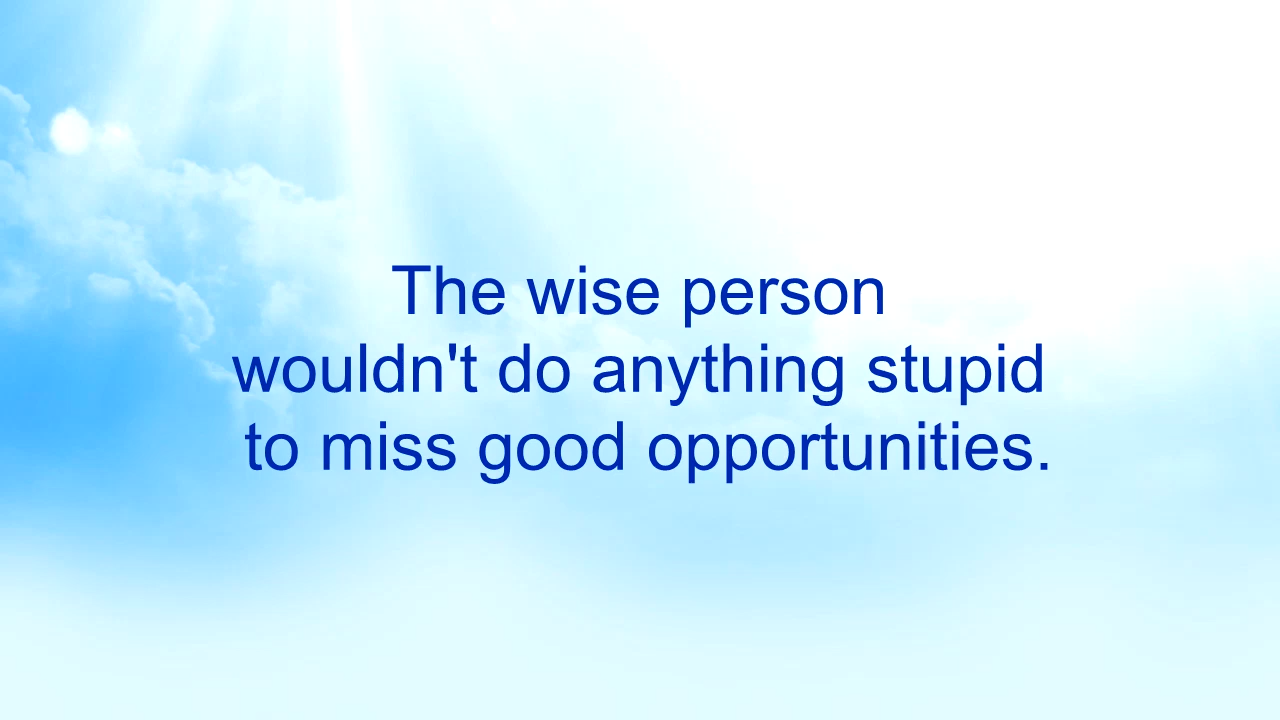 The wise person
wouldn't do anything stupid
to miss good opportunities.